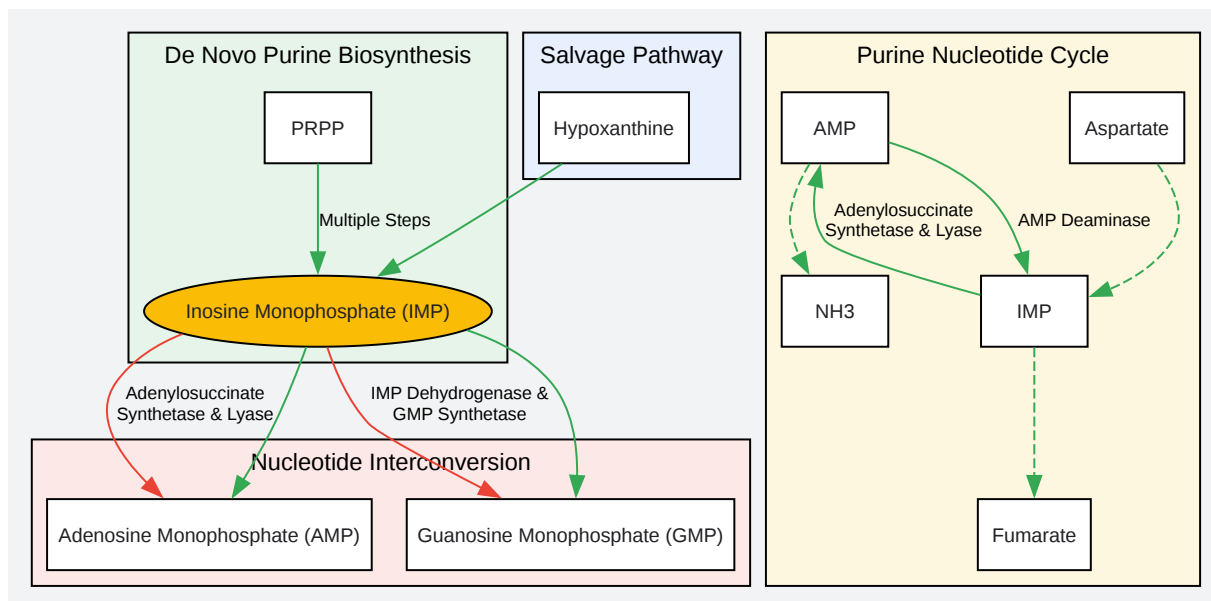 De Novo Purine Biosynthesis
PRPP
Multiple Steps
Inosine Monophosphate (IMP)
Salvage Pathway
Hypoxanthine
Adenylosuccinate
Synthetase & Lyase
IMP Dehydrogenase &
GMP Synthetase
Nucleotide Interconversion
Adenosine Monophosphate (AMP)
Guanosine Monophosphate (GMP)
Purine Nucleotide Cycle
AMP
Aspartate
Adenylosuccinate
Synthetase & Lyase
AMP Deaminase
NH3
IMP
Fumarate